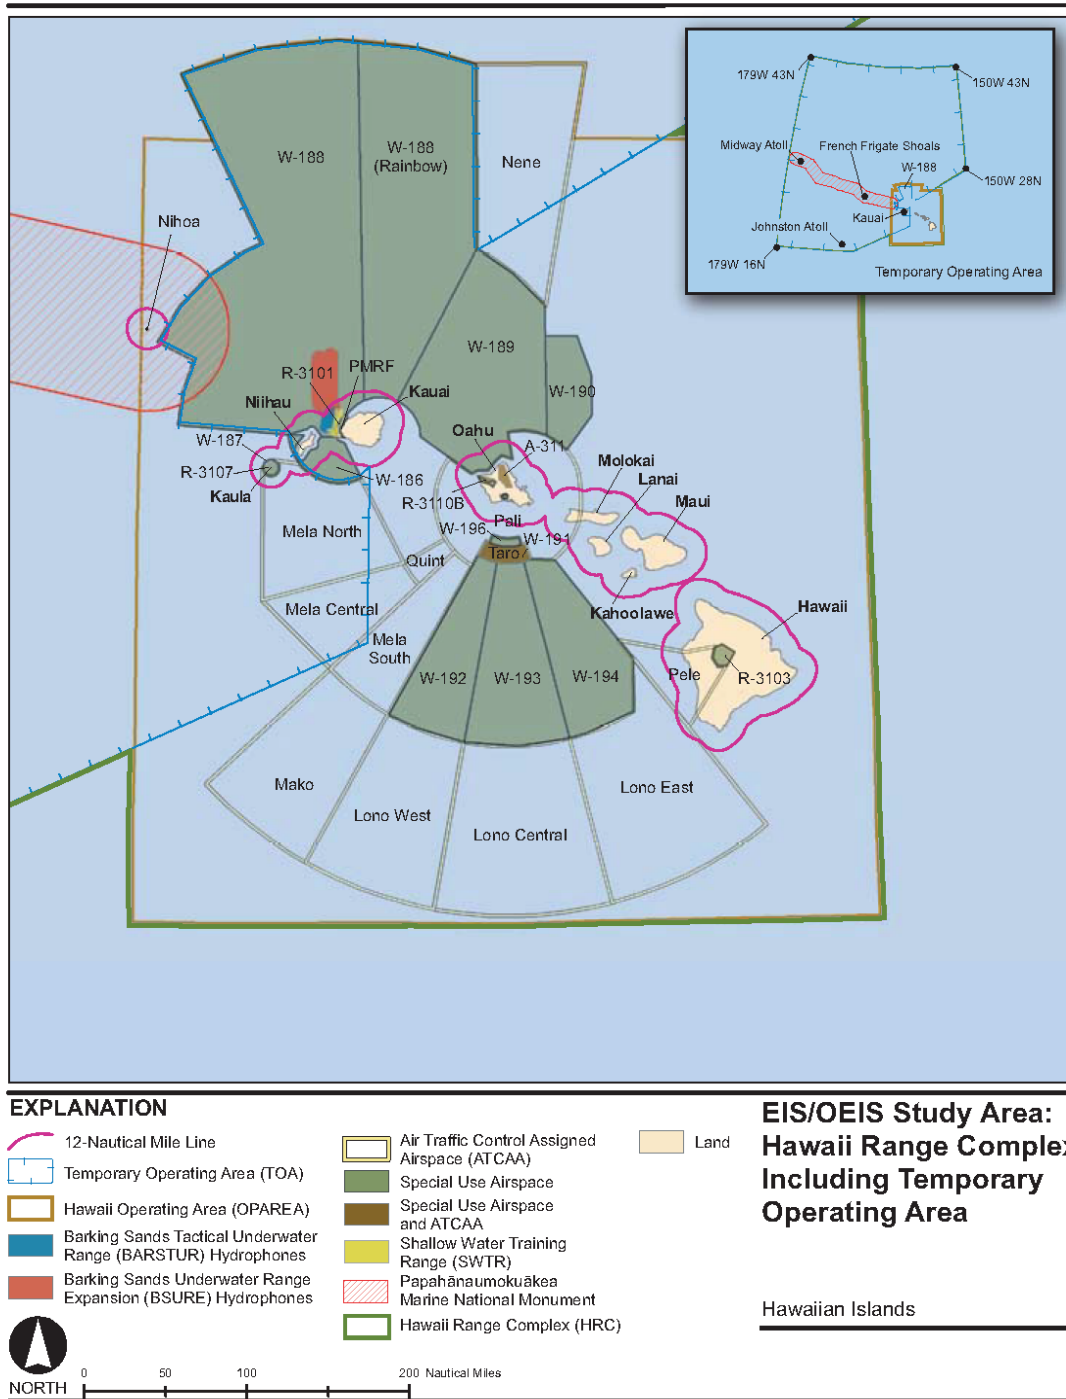 179W 43N
150W 43N
Midway Atoll
French Frigate Shoals
W-188
150W 28N
Kauai
Johnston Atoll
179W 16N
Temporary Operating Area
W-188
W-188
(Rainbow)
Nene
Nihoa
W-189
R-3101
PMRF
W-190
Niihau
Kauai
Oahu
W-187
A-311
R-3107
W-186
Molokai
Kaula
R-3110B
Lanai
Maui
Pali
Mela North
W-196
W-191
Quint
Taro
Mela Central
Kahoolawe
Hawaii
Mela
South
W-192
W-193
W-194
Pele
R-3103
Mako
Lono West
Lono Central
Lono East
EXPLANATION
12-Nautical Mile Line
Temporary Operating Area (TOA)
Hawaii Operating Area (OPAREA)
Barking Sands Tactical Underwater
Range (BARSTUR) Hydrophones
Barking Sands Underwater Range
Expansion (BSURE) Hydrophones
Air Traffic Control Assigned
Airspace (ATCAA)
Special Use Airspace
Special Use Airspace
and ATCAA
Shallow Water Training
Range (SWTR)
Papahānaumokuākea
Marine National Monument
Hawaii Range Complex (HRC)
Land
EIS/OEIS Study Area:
Hawaii Range Complex
Including Temporary
Operating Area
Hawaiian Islands
NORTH
0 50 100 200 Nautical Miles